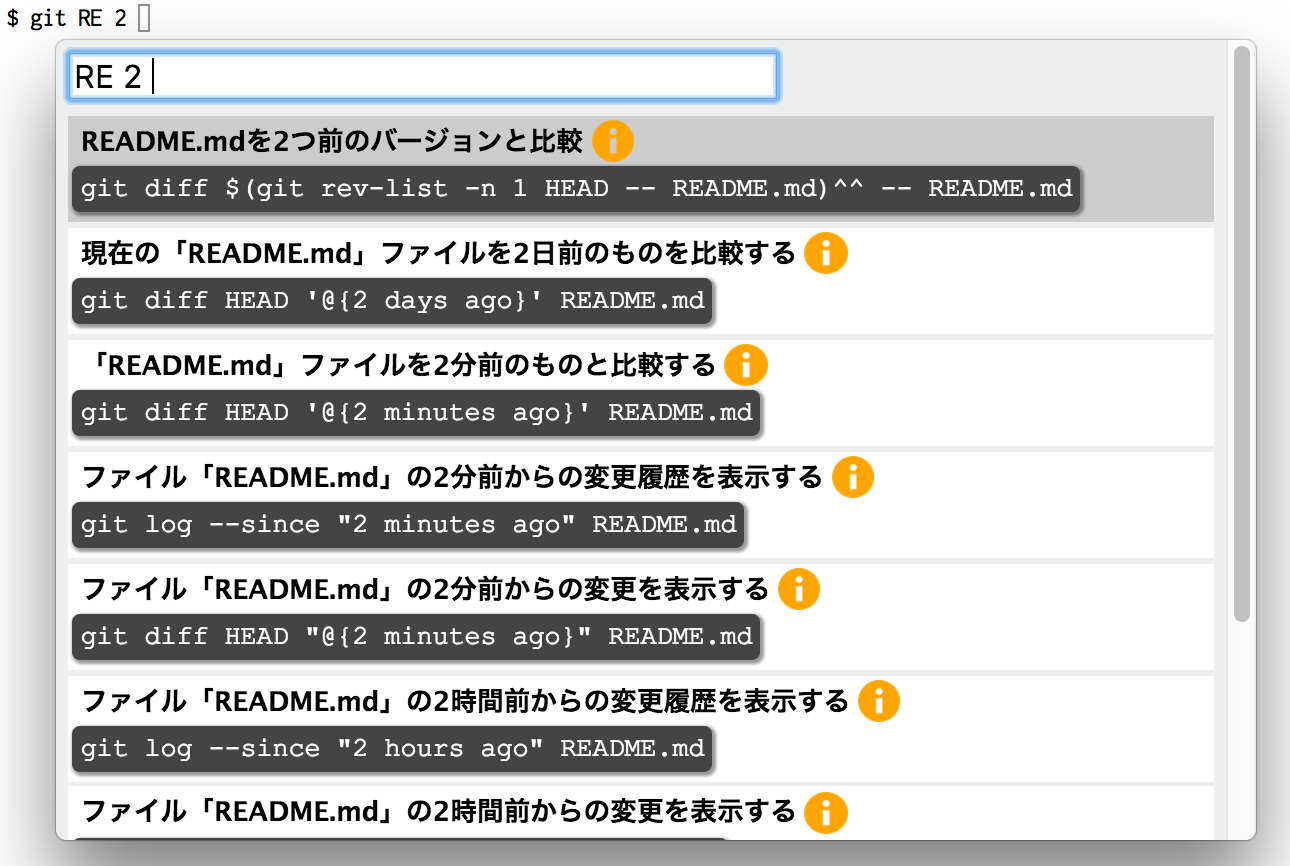 $ git RE 2
RE 2
README.mdを2つ前のバージョンと比較
git diff $(git rev-list -n 1 HEAD -- README.md)^^ -- README.md
現在の「README.md」ファイルを2日前のものを比較する
git diff HEAD '@{2 days ago}' README.md
「README.md」ファイルを2分前のものと比較する
git diff HEAD '@{2 minutes ago}' README.md
ファイル「README.md」の2分前からの変更履歴を表示する
git log --since "2 minutes ago" README.md
ファイル「README.md」の2分前からの変更を表示する
git diff HEAD "@{2 minutes ago}" README.md
ファイル「README.md」の2時間前からの変更履歴を表示する
git log --since "2 hours ago" README.md
ファイル「README.md」の2時間前からの変更を表示する